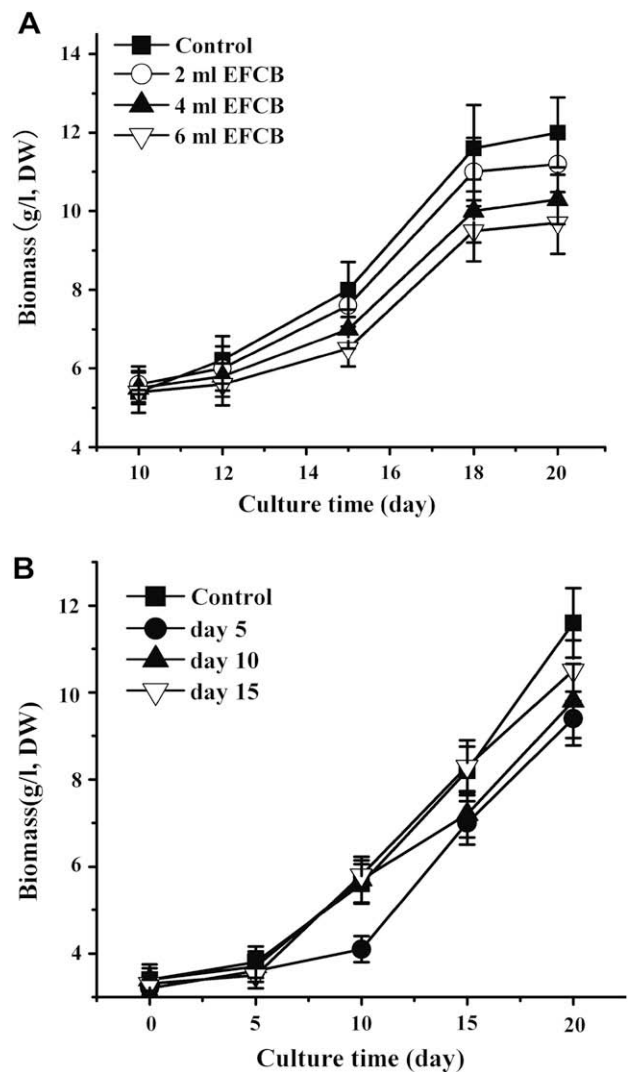 A
Control
2 ml EFCB
4 ml EFCB
6 ml EFCB
14
12
10
8
6
4
Biomass (g/l, DW)
10 12 14 16 18 20
Culture time (day)
B
Control
day 5
day 10
day 15
12
10
8
6
4
Biomass(g/l, DW)
0 5 10 15 20
Culture time (day)